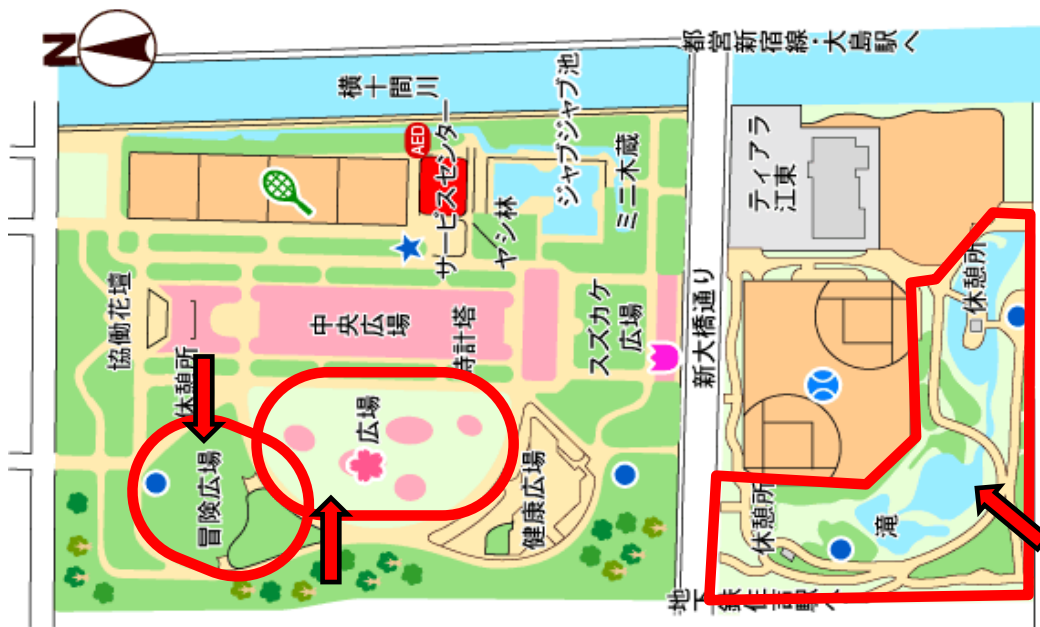 N
都営新宿線・大島駅へ
横十間川
AED
サービスセンター
ジャブジャブ池
ミニ木蔵
ヤシ林
ティアラ
江東
協働花壇
休憩所
中央広場
時計塔
スズカケ
広場
新大橋通り
休憩所
冒険広場
広場
健康広場
休憩所
滝
地下鉄住吉駅へ